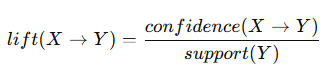 lift(X → Y) = confidence(X → Y) / support(Y)